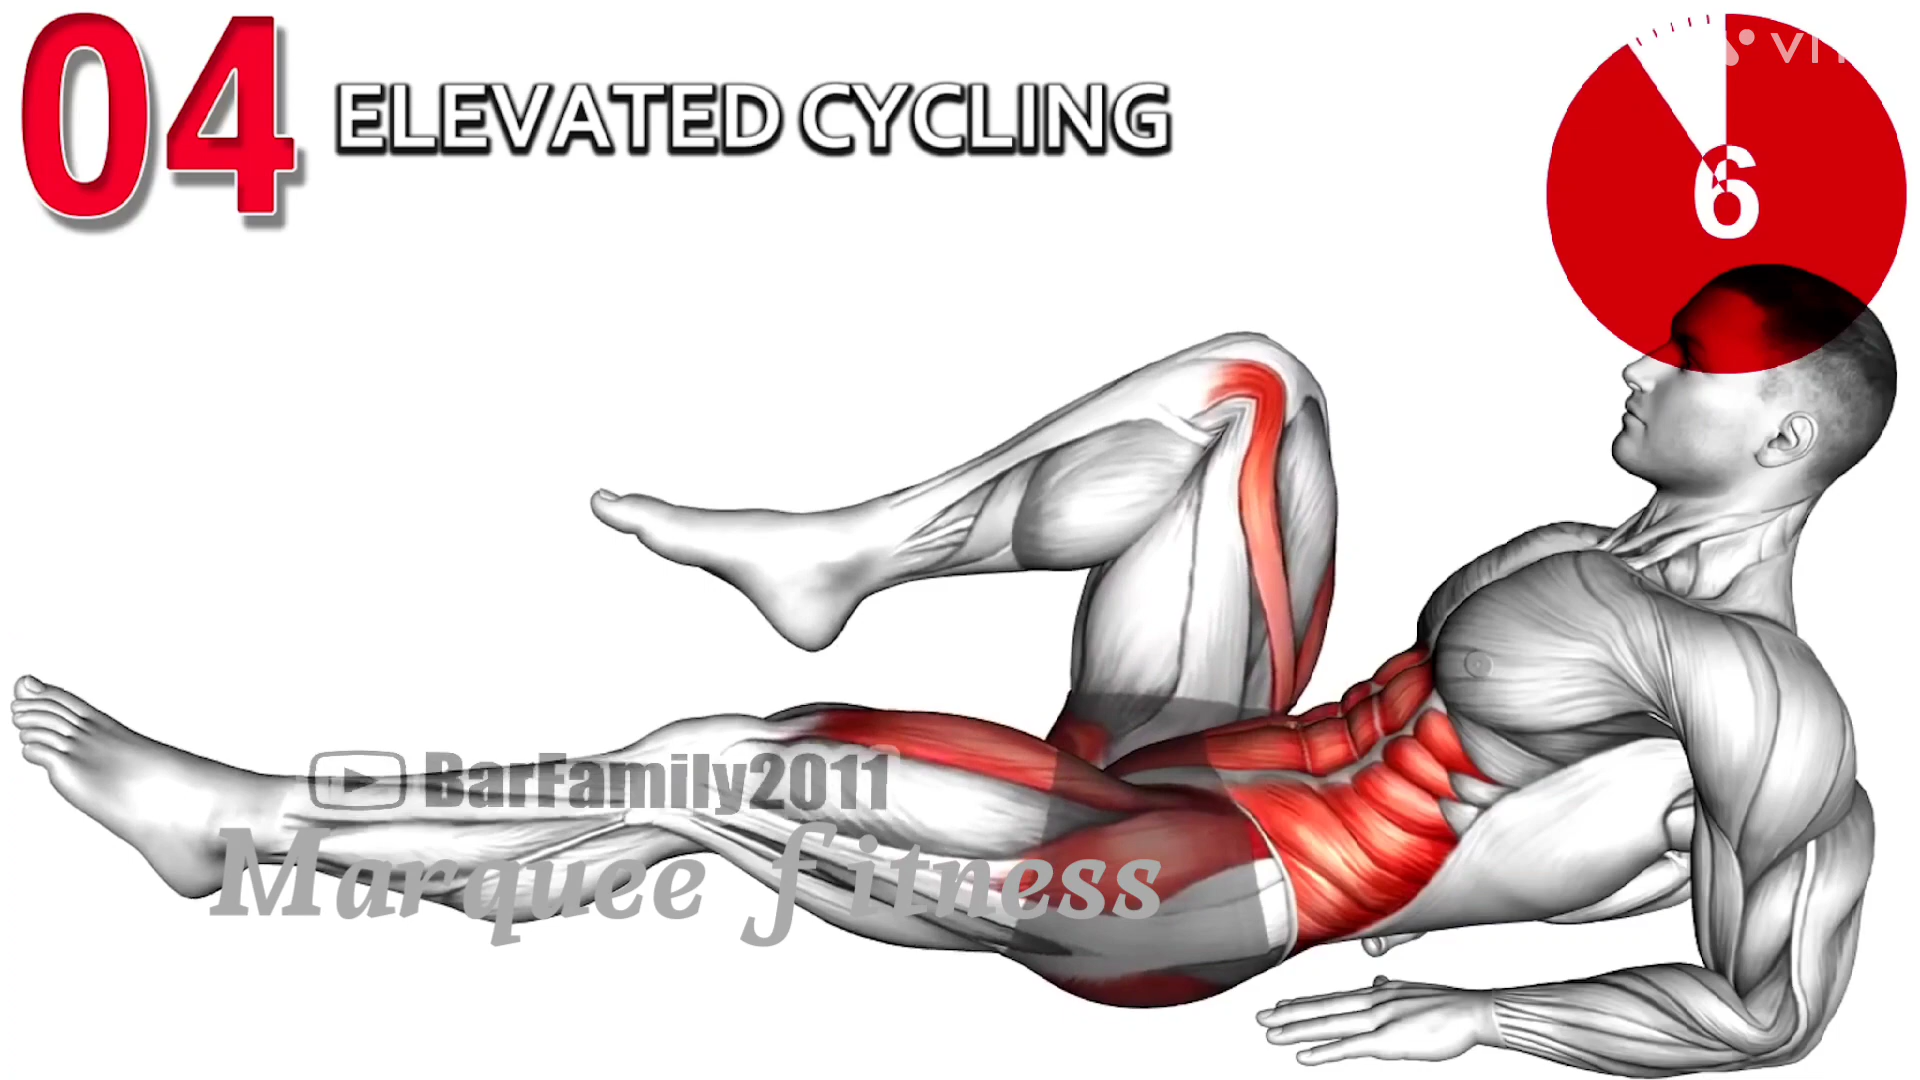 04
ELEVATED CYCLING
6
BarFamily2011
Marquee fitness